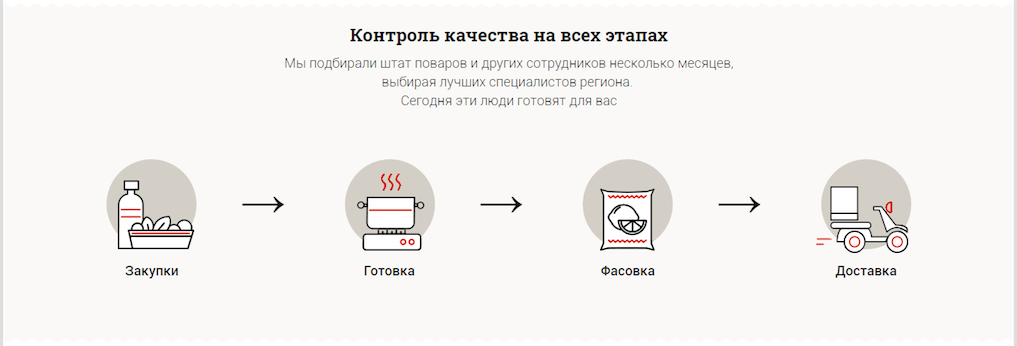 Контроль качества на всех этапах
Мы подбирали штат поваров и других сотрудников несколько месяцев,
выбирая лучших специалистов региона.
Сегодня эти люди готовят для вас
Закупки
Готовка
Фасовка
Доставка